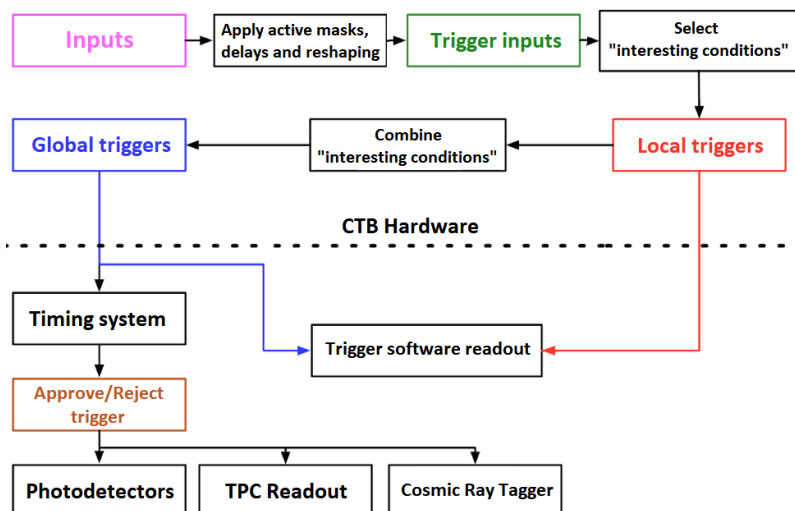 Inputs
Apply active masks,
delays and reshaping
Trigger inputs
Select
"interesting conditions"
Global triggers
Combine
"interesting conditions"
Local triggers
CTB Hardware
Timing system
Trigger software readout
Approve/Reject
trigger
Photodetectors
TPC Readout
Cosmic Ray Tagger